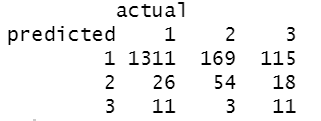 actual
predicted 1 2 3
1 1311 169 115
2 26 54 18
3 11 3 11